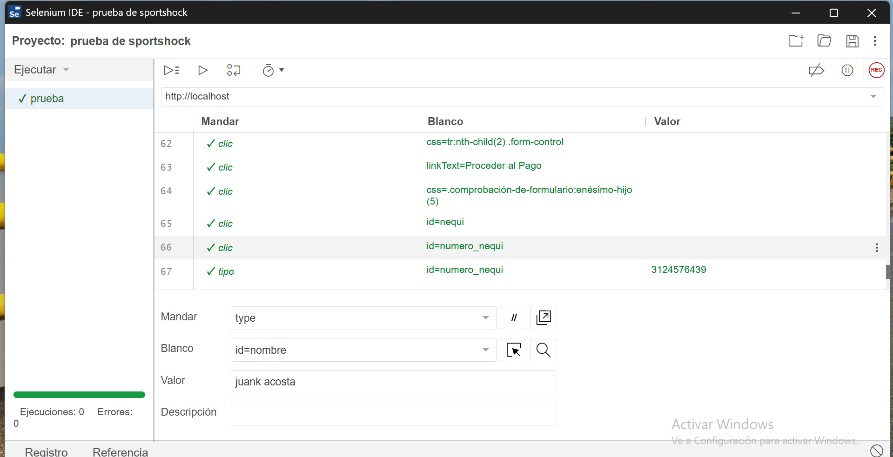 Se Selenium IDE - prueba de sportshock
Proyecto: prueba de sportshock
Ejecutar
✓ prueba
REC
http://localhost
Mandar Blanco Valor
62 ✓ clic css=tr:nth-child(2) .form-control
63 ✓ clic linkText=Proceder al Pago
64 ✓ clic css=.comprobación-de-formulario:enésimo-hijo
(5)
65 ✓ clic id=nequi
66 ✓ clic id=numero_nequi
67 ✓ tipo id=numero_nequi 3124576439
Mandar type //
Blanco id=nombre
Valor juank acosta
Descripción
Ejecuciones: 0 Errores:
0
Activar Windows
Ve a Configuración para activar Windows.
Registro Referencia